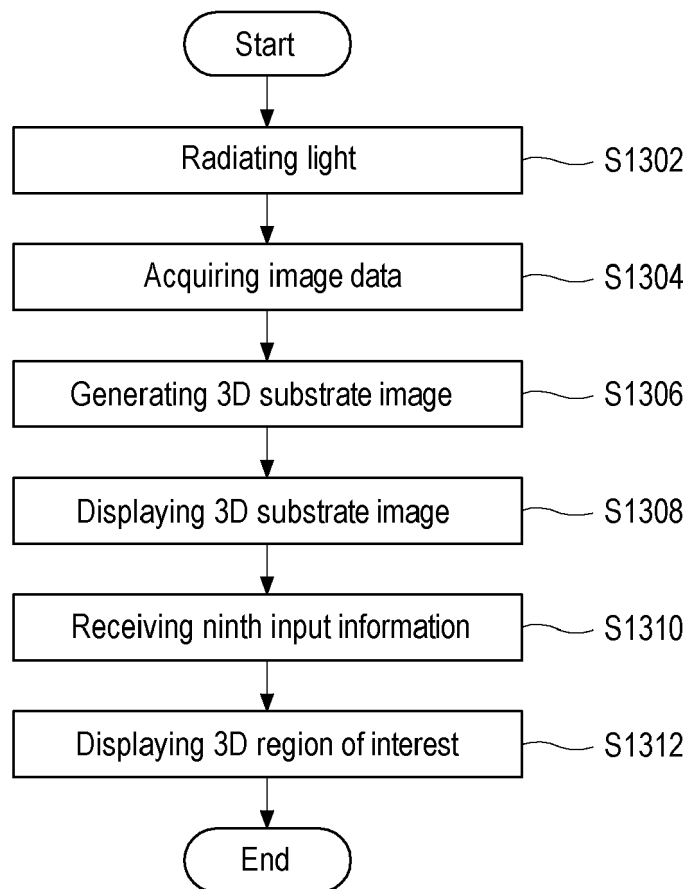 Start
Radiating light
S1302
Acquiring image data
S1304
Generating 3D substrate image
S1306
Displaying 3D substrate image
S1308
Receiving ninth input information
S1310
Displaying 3D region of interest
S1312
End